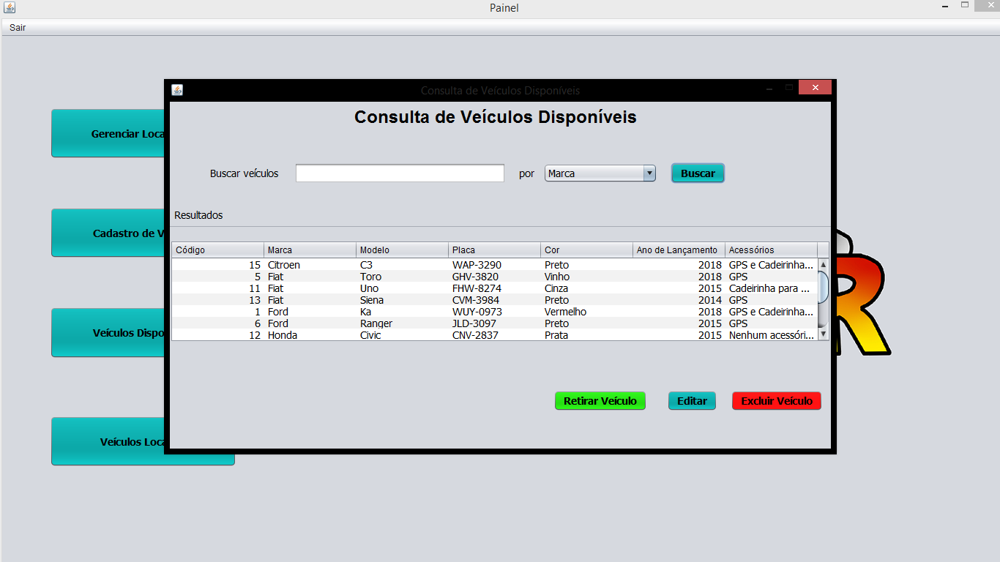 Painel
Sair
Consulta de Veículos Disponíveis
Consulta de Veículos Disponíveis
Gerenciar Loca
Buscar veículos por Marca Buscar
Resultados
Cadastro de V
Código Marca Modelo Placa Cor Ano de Lançamento Acessórios
15 Citroen C3 WAP-3290 Preto 2018 GPS e Cadeirinha...
5 Fiat Toro GHV-3820 Vinho 2018 GPS
11 Fiat Uno FHW-8274 Cinza 2015 Cadeirinha para ...
13 Fiat Siena CVM-3984 Preto 2014 GPS
1 Ford Ka WUY-0973 Vermelho 2018 GPS e Cadeirinha...
6 Ford Ranger JLD-3097 Preto 2015 GPS
12 Honda Civic CNV-2837 Prata 2015 Nenhum acessóri...
Veículos Dispo
R
Retirar Veículo Editar Excluir Veículo
Veículos Loca